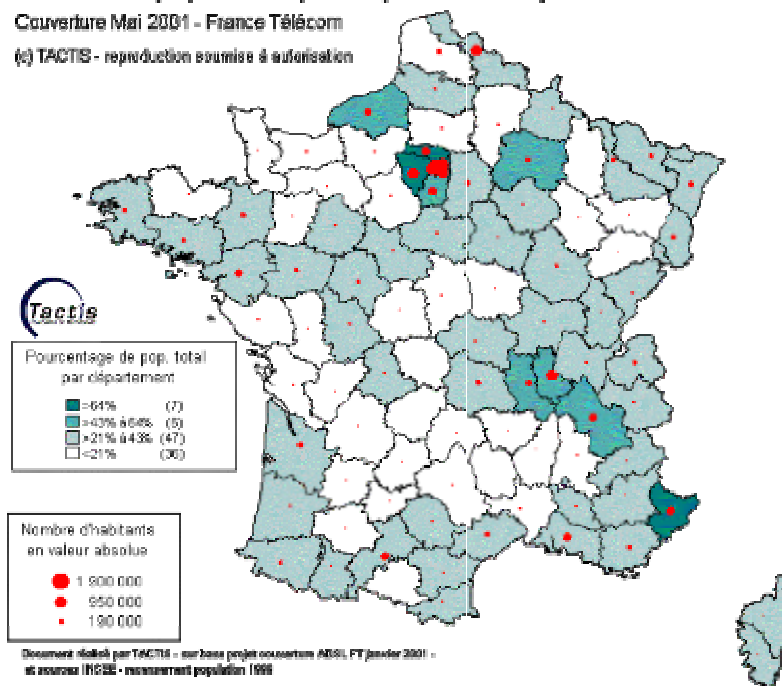 Couverture Mai 2001 - France Télécom
(c) TACTIS - reproduction soumise à autorisation
Tactis
Pourcentage de pop. total
par département
>64% (7)
>43% à 64% (6)
>21% à 43% (47)
<21% (36)
Nombre d'habitants
en valeur absolue
1 900 000
950 000
190 000
Document réalisé par TACTIS - sur base projet couverture ADSL FT janvier 2001 -
et sources INSEE - recensement population 1999